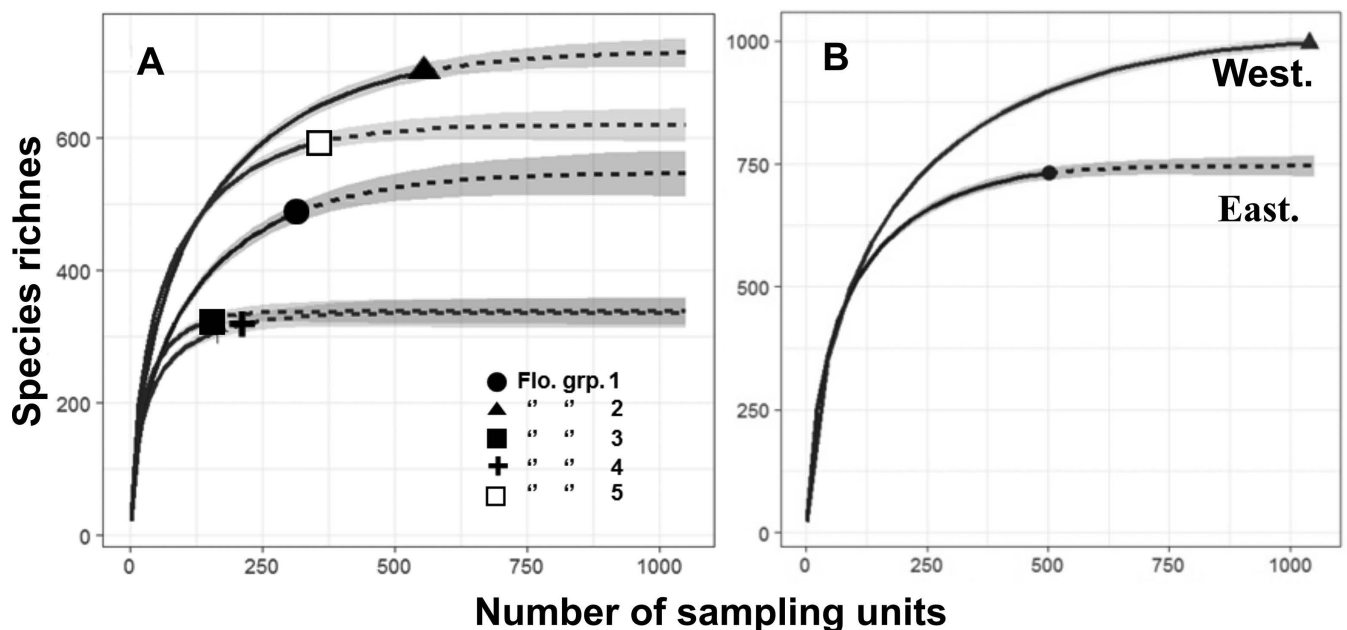 A
B
Species richnes
600
400
200
0
0
250
500
750
1000
Flo. grp. 1
“ “ 2
“ “ 3
“ “ 4
“ “ 5
1000
750
500
250
0
0
250
500
750
1000
West.
East.
Number of sampling units